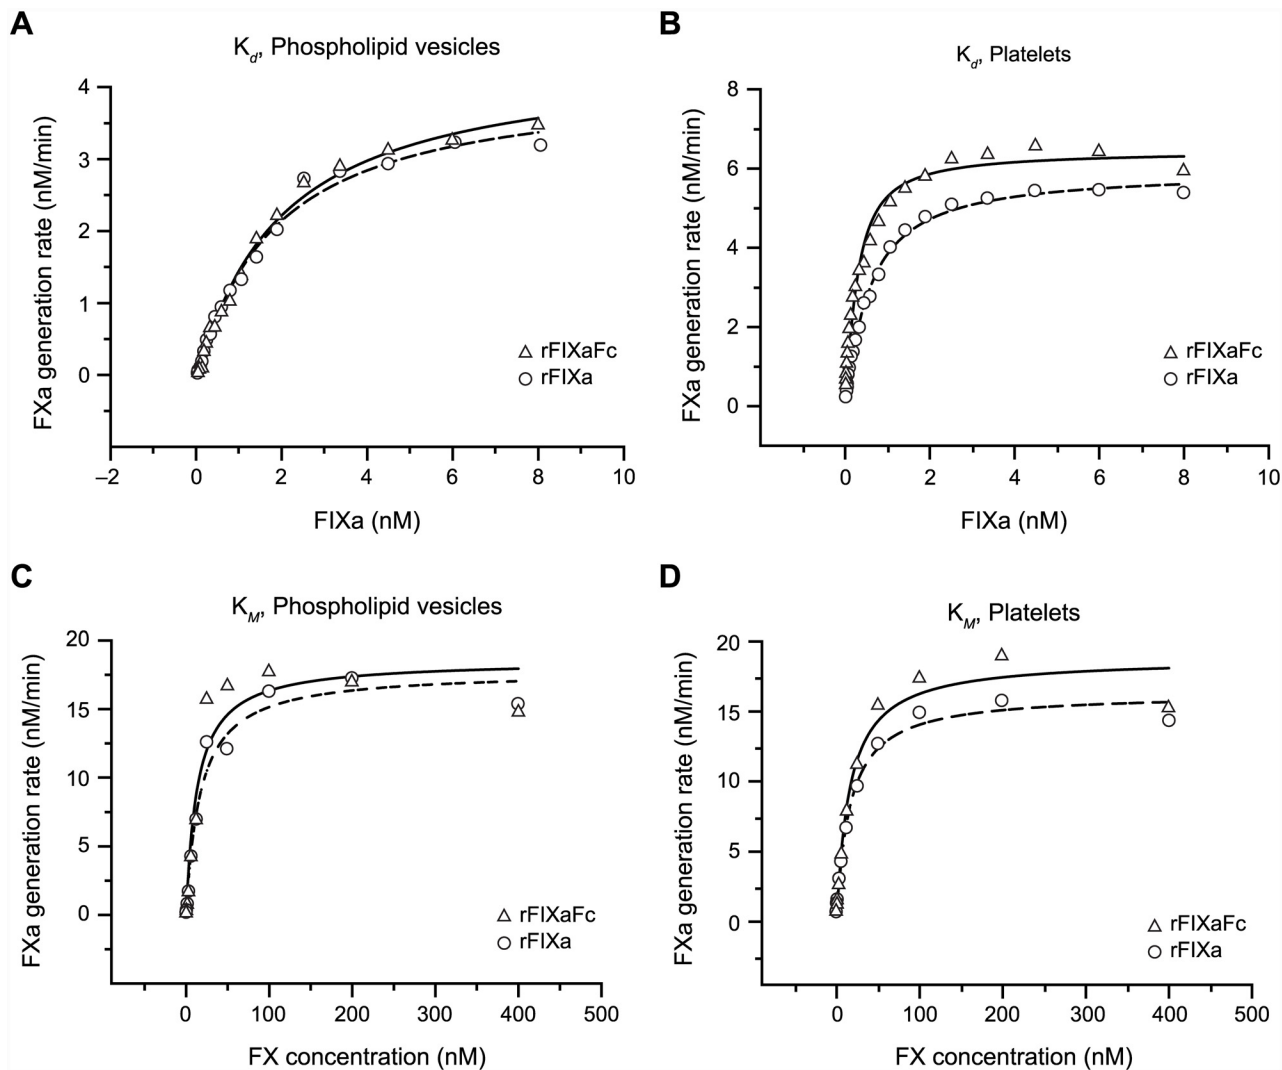 A
K_d, Phospholipid vesicles
FXa generation rate (nM/min)
4
3
2
1
0
rFIXaFc
rFIXa
−2 0 2 4 6 8 10
FIXa (nM)
B
K_d, Platelets
FXa generation rate (nM/min)
8
6
4
2
0
rFIXaFc
rFIXa
0 2 4 6 8 10
FIXa (nM)
C
K_M, Phospholipid vesicles
FXa generation rate (nM/min)
20
15
10
5
0
rFIXaFc
rFIXa
0 100 200 300 400 500
FX concentration (nM)
D
K_M, Platelets
FXa generation rate (nM/min)
20
15
10
5
0
rFIXaFc
rFIXa
0 100 200 300 400 500
FX concentration (nM)